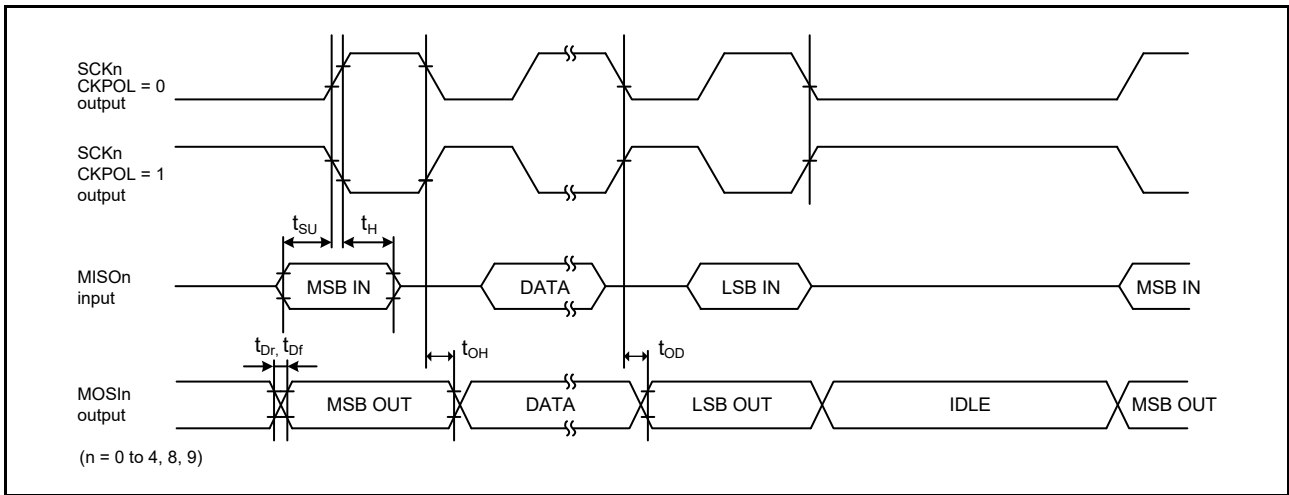 SCKn
CKPOL = 0
output
SCKn
CKPOL = 1
output
tSU
tH
MISOn
input
MSB IN
DATA
LSB IN
MSB IN
tDr, tDf
tOH
tOD
MOSIn
output
MSB OUT
DATA
LSB OUT
IDLE
MSB OUT
(n = 0 to 4, 8, 9)